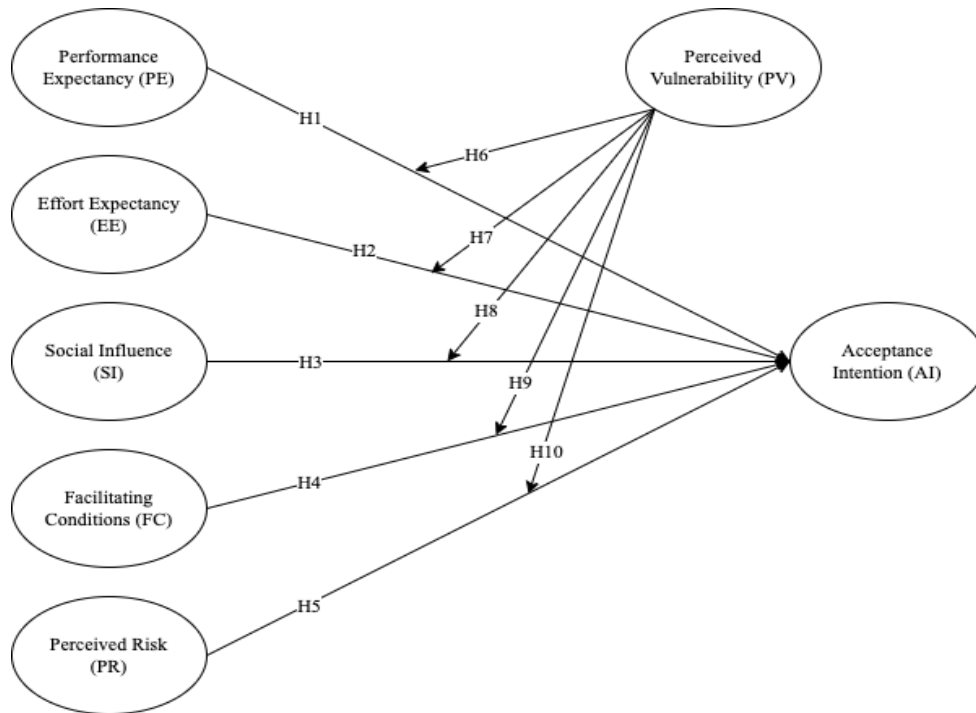 Performance
Expectancy (PE)
Perceived
Vulnerability (PV)
H1
H6
Effort Expectancy
(EE)
H2
H7
H8
Social Influence
(SI)
H3
Acceptance
Intention (AI)
H9
H10
Facilitating
Conditions (FC)
H4
H5
Perceived Risk
(PR)